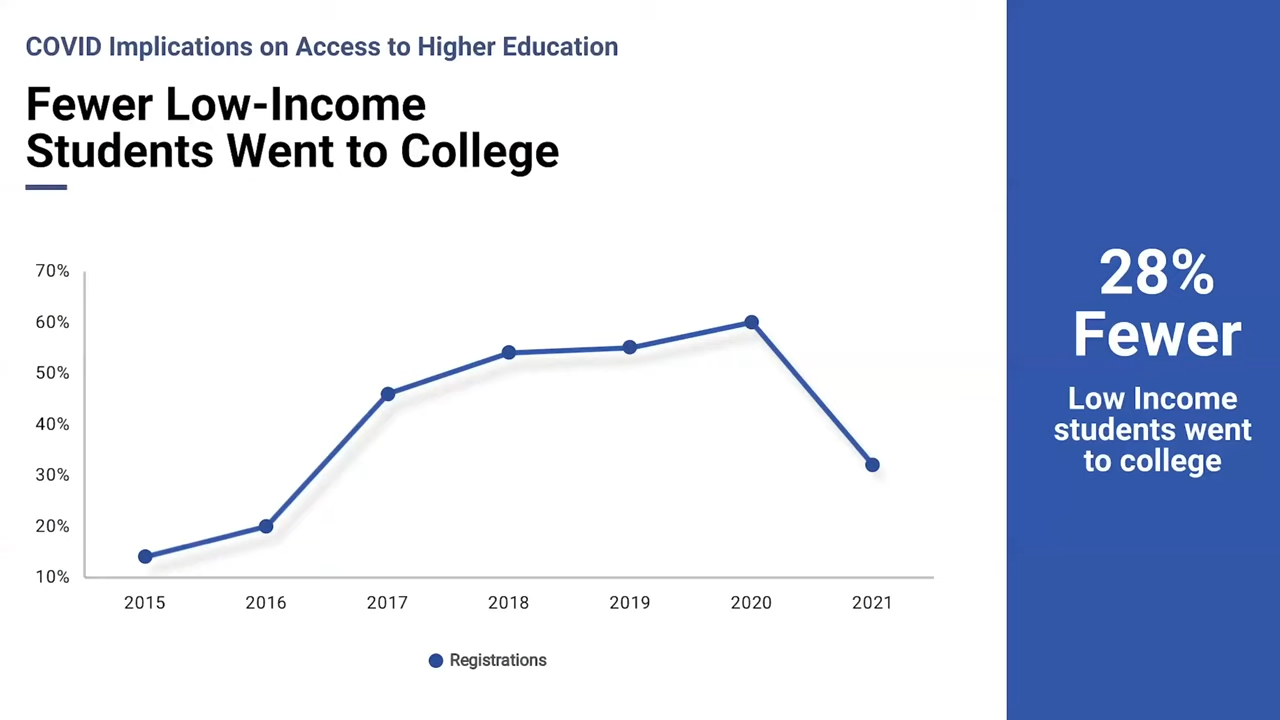 COVID Implications on Access to Higher Education
Fewer Low-Income
Students Went to College
70%
60%
50%
40%
30%
20%
10%
2015 2016 2017 2018 2019 2020 2021
Registrations
28%
Fewer
Low Income
students went
to college